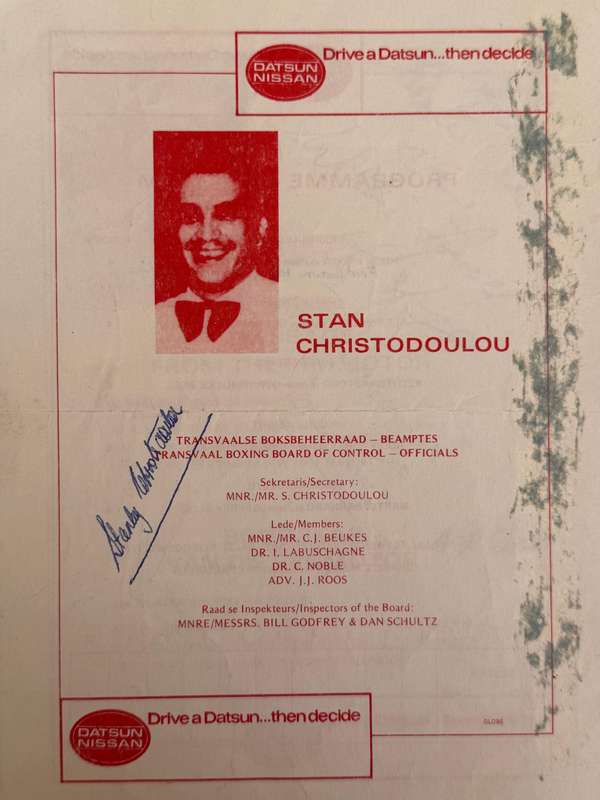 DATSUN
NISSAN
Drive a Datsun...then decide
STAN
CHRISTODOULOU
TRANSVAALSE BOKSBEHEERRAAD – BEAMPTES
TRANSVAAL BOXING BOARD OF CONTROL – OFFICIALS
Stanley Christodoulou
Sekretaris/Secretary:
MNR./MR. S. CHRISTODOULOU
Lede/Members:
MNR./MR. C.J. BEUKES
DR. I. LABUSCHAGNE
DR. C. NOBLE
ADV. J.J. ROOS
Raad se Inspekteurs/Inspectors of the Board:
MNRE/MESSRS. BILL GODFREY & DAN SCHULTZ
DATSUN
NISSAN
Drive a Datsun...then decide